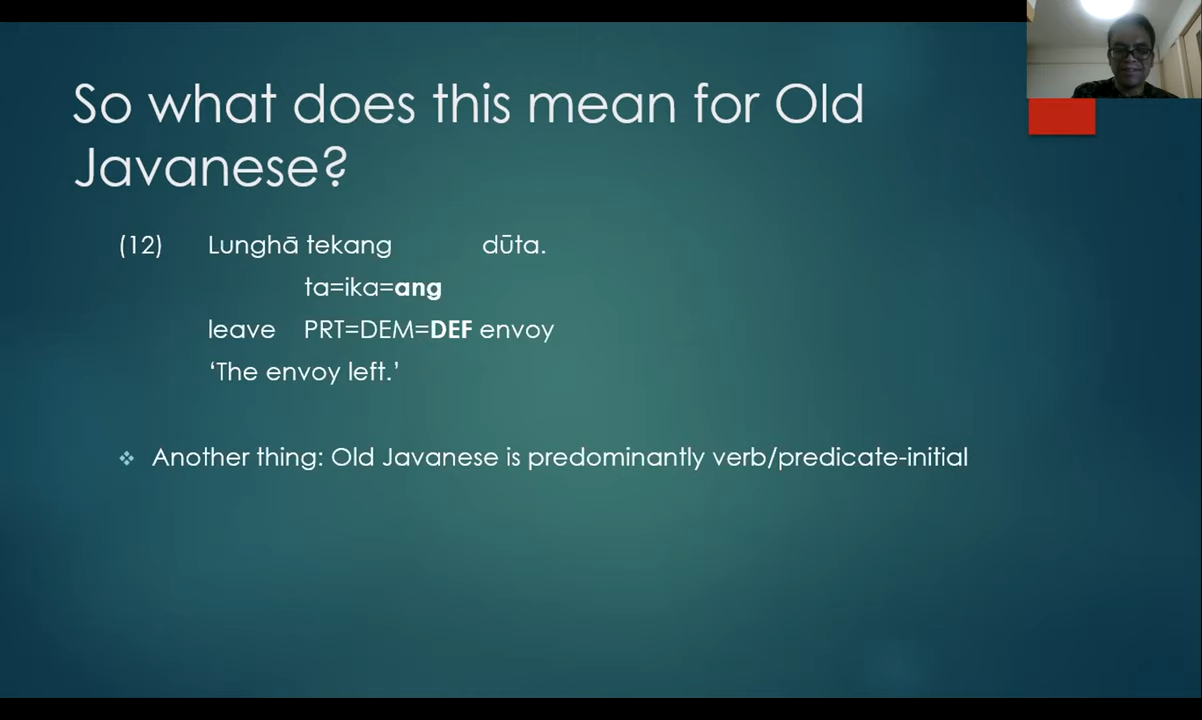 So what does this mean for Old
Javanese?
(12) Lunghā tekang dūta.
ta=ika=ang
leave PRT=DEM=DEF envoy
‘The envoy left.’
❖ Another thing: Old Javanese is predominantly verb/predicate-initial